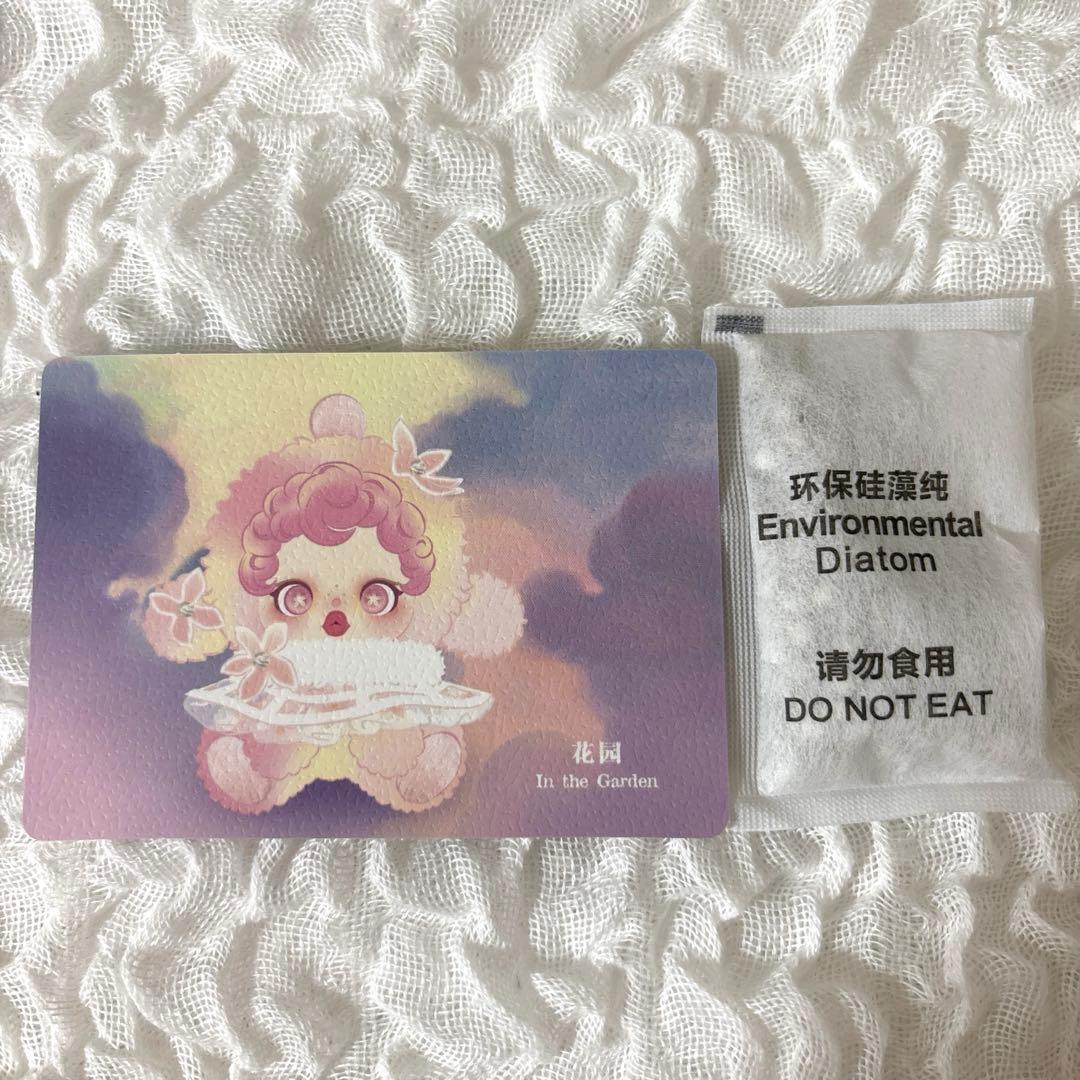 花园
In the Garden
环保硅藻纯
Environmental
Diatom
请勿食用
DO NOT EAT